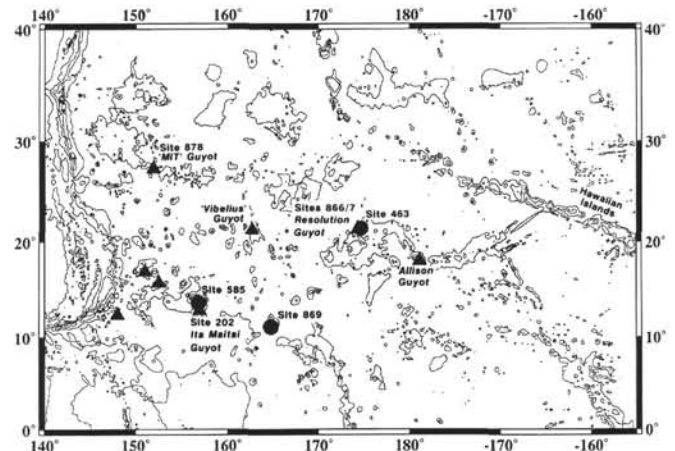 140° 150° 160° 170° 180° -170° -160°
40° 40°
30° 30°
20° 20°
10° 10°
0° 0°
140° 150° 160° 170° 180° -170° -160°
Site 878
'MIT' Guyot
'Vibelius'
Guyot
Sites 866/7
Resolution
Guyot
Site 463
Hawaiian
Islands
Allison
Guyot
Site 585
Site 202
Ita Maitai
Guyot
Site 869